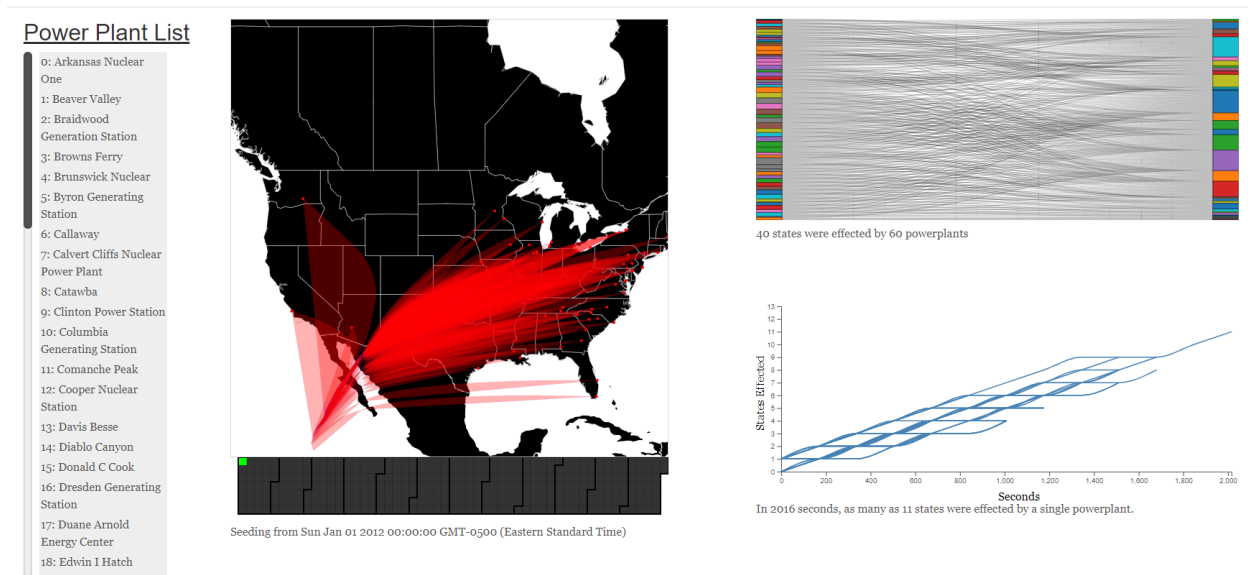 Power Plant List
0: Arkansas Nuclear
One
1: Beaver Valley
2: Braidwood
Generation Station
3: Browns Ferry
4: Brunswick Nuclear
5: Byron Generating
Station
6: Callaway
7: Calvert Cliffs Nuclear
Power Plant
8: Catawba
9: Clinton Power Station
10: Columbia
Generating Station
11: Comanche Peak
12: Cooper Nuclear
Station
13: Davis Besse
14: Diablo Canyon
15: Donald C Cook
16: Dresden Generating
Station
17: Duane Arnold
Energy Center
18: Edwin I Hatch
Seeding from Sun Jan 01 2012 00:00:00 GMT-0500 (Eastern Standard Time)
40 states were effected by 60 powerplants
States Effected
13
12
11
10
9
8
7
6
5
4
3
2
1
0
0 200 400 600 800 1,000 1,200 1,400 1,600 1,800 2,000
Seconds
In 2016 seconds, as many as 11 states were effected by a single powerplant.